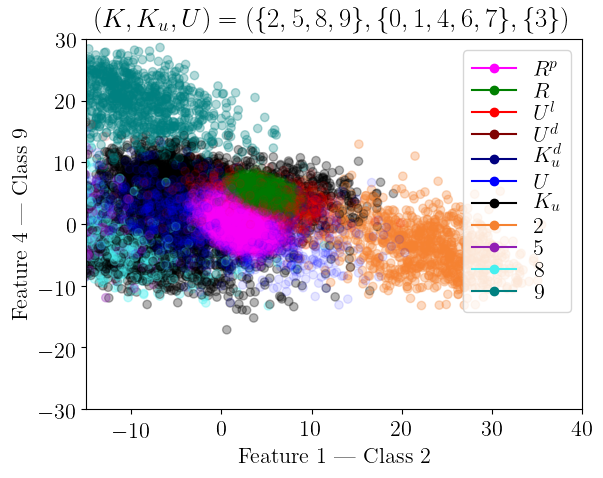 (K, K_u, U) = ({2, 5, 8, 9}, {0, 1, 4, 6, 7}, {3})
Feature 4 — Class 9
30
20
10
0
−10
−20
−30
R^p
R
U^l
U^d
K_u^d
U
K_u
2
5
8
9
−10
0
10
20
30
40
Feature 1 — Class 2